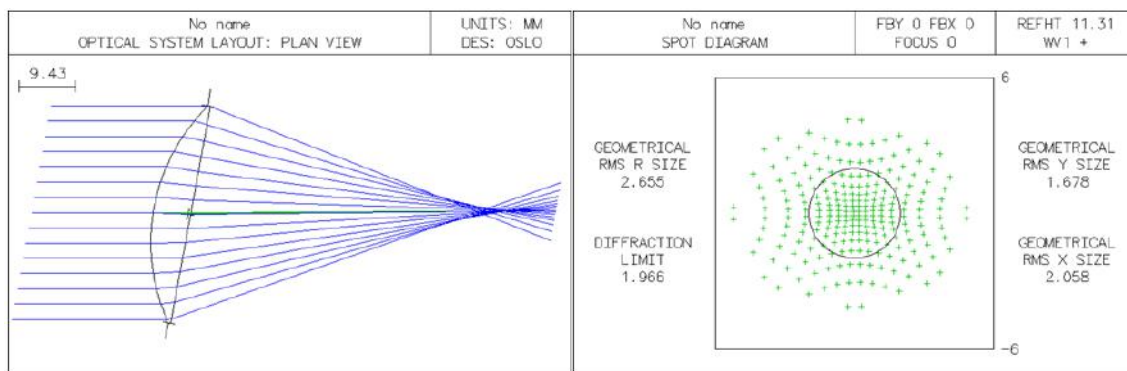 No name
OPTICAL SYSTEM LAYOUT: PLAN VIEW
UNITS: MM
DES: OSLO
9.43
No name
SPOT DIAGRAM
FBY 0 FBX 0
FOCUS 0
REFHT 11.31
WV1 +
6
GEOMETRICAL
RMS R SIZE
2.655
GEOMETRICAL
RMS Y SIZE
1.678
DIFFRACTION
LIMIT
1.966
GEOMETRICAL
RMS X SIZE
2.058
-6